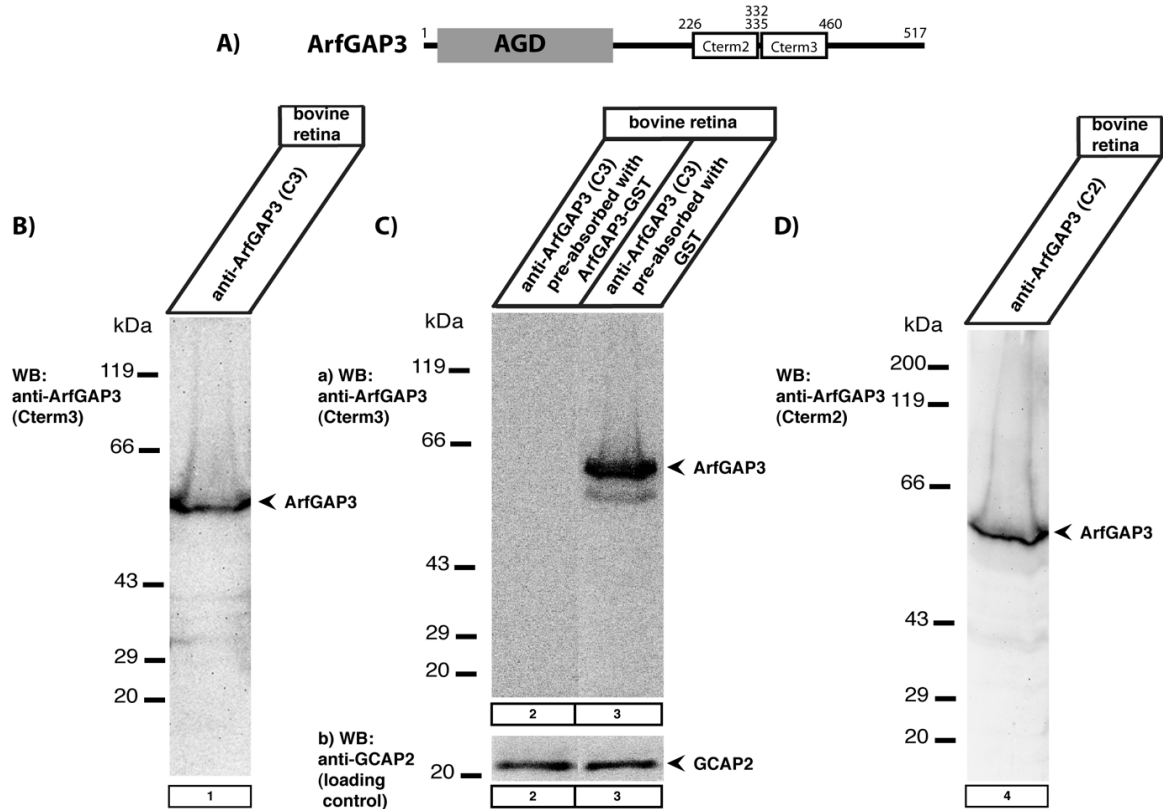 A)
ArfGAP3
1
AGD
226
332
335
460
517
Cterm2
Cterm3
B)
bovine
retina
anti-ArfGAP3 (C3)
kDa
WB:
anti-ArfGAP3
(Cterm3)
119
66
43
29
20
ArfGAP3
1
C)
bovine retina
anti-ArfGAP3 (C3)
pre-absorbed with
ArfGAP3-GST
anti-ArfGAP3 (C3)
pre-absorbed with
GST
kDa
a) WB:
anti-ArfGAP3
(Cterm3)
119
66
43
29
20
ArfGAP3
2
3
b) WB:
anti-GCAP2
(loading
control)
20
GCAP2
2
3
D)
bovine
retina
anti-ArfGAP3 (C2)
kDa
WB:
anti-ArfGAP3
(Cterm2)
200
119
66
43
29
20
ArfGAP3
4